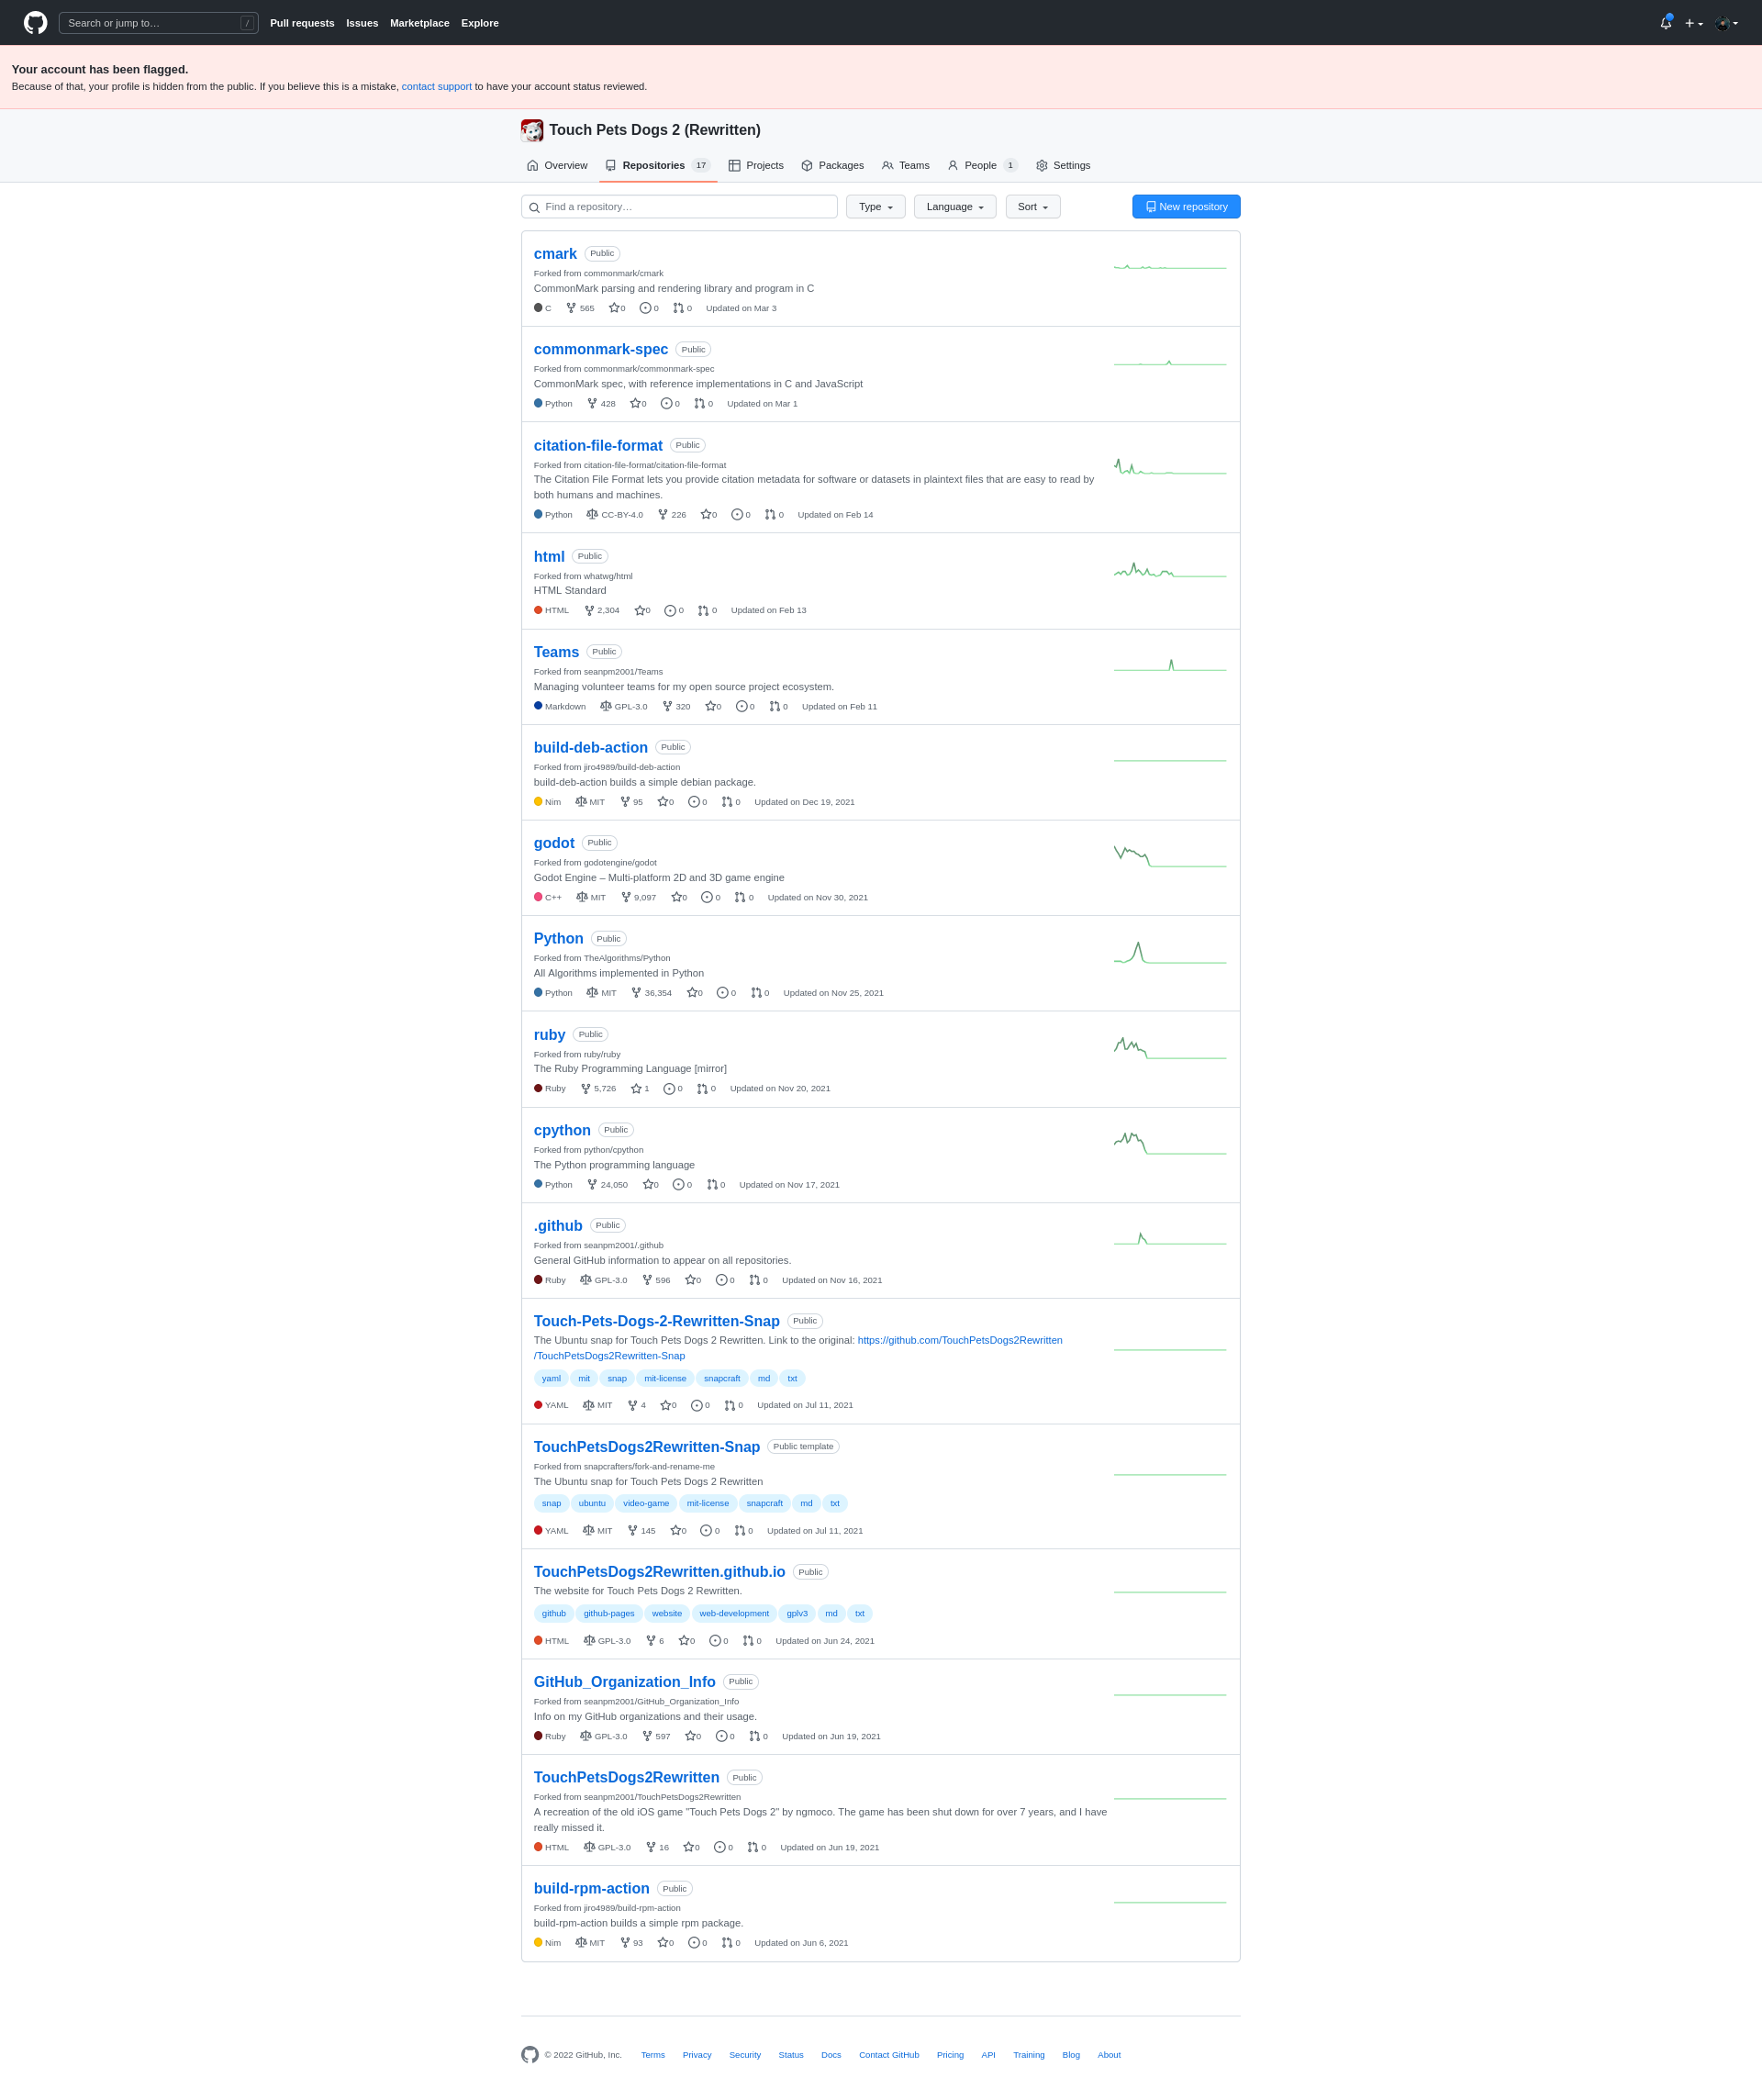 Search or jump to… /
Pull requests Issues Marketplace Explore
Your account has been flagged.
Because of that, your profile is hidden from the public. If you believe this is a mistake, contact support to have your account status reviewed.
Touch Pets Dogs 2 (Rewritten)
Overview Repositories 17 Projects Packages Teams People 1 Settings
Find a repository… Type Language Sort New repository
cmark Public
Forked from commonmark/cmark
CommonMark parsing and rendering library and program in C
C 565 0 0 0 Updated on Mar 3
commonmark-spec Public
Forked from commonmark/commonmark-spec
CommonMark spec, with reference implementations in C and JavaScript
Python 428 0 0 0 Updated on Mar 1
citation-file-format Public
Forked from citation-file-format/citation-file-format
The Citation File Format lets you provide citation metadata for software or datasets in plaintext files that are easy to read by
both humans and machines.
Python CC-BY-4.0 226 0 0 0 Updated on Feb 14
html Public
Forked from whatwg/html
HTML Standard
HTML 2,304 0 0 0 Updated on Feb 13
Teams Public
Forked from seanpm2001/Teams
Managing volunteer teams for my open source project ecosystem.
Markdown GPL-3.0 320 0 0 0 Updated on Feb 11
build-deb-action Public
Forked from jiro4989/build-deb-action
build-deb-action builds a simple debian package.
Nim MIT 95 0 0 0 Updated on Dec 19, 2021
godot Public
Forked from godotengine/godot
Godot Engine – Multi-platform 2D and 3D game engine
C++ MIT 9,097 0 0 0 Updated on Nov 30, 2021
Python Public
Forked from TheAlgorithms/Python
All Algorithms implemented in Python
Python MIT 36,354 0 0 0 Updated on Nov 25, 2021
ruby Public
Forked from ruby/ruby
The Ruby Programming Language [mirror]
Ruby 5,726 1 0 0 Updated on Nov 20, 2021
cpython Public
Forked from python/cpython
The Python programming language
Python 24,050 0 0 0 Updated on Nov 17, 2021
.github Public
Forked from seanpm2001/.github
General GitHub information to appear on all repositories.
Ruby GPL-3.0 596 0 0 0 Updated on Nov 16, 2021
Touch-Pets-Dogs-2-Rewritten-Snap Public
The Ubuntu snap for Touch Pets Dogs 2 Rewritten. Link to the original: https://github.com/TouchPetsDogs2Rewritten
/TouchPetsDogs2Rewritten-Snap
yaml mit snap mit-license snapcraft md txt
YAML MIT 4 0 0 0 Updated on Jul 11, 2021
TouchPetsDogs2Rewritten-Snap Public template
Forked from snapcrafters/fork-and-rename-me
The Ubuntu snap for Touch Pets Dogs 2 Rewritten
snap ubuntu video-game mit-license snapcraft md txt
YAML MIT 145 0 0 0 Updated on Jul 11, 2021
TouchPetsDogs2Rewritten.github.io Public
The website for Touch Pets Dogs 2 Rewritten.
github github-pages website web-development gplv3 md txt
HTML GPL-3.0 6 0 0 0 Updated on Jun 24, 2021
GitHub_Organization_Info Public
Forked from seanpm2001/GitHub_Organization_Info
Info on my GitHub organizations and their usage.
Ruby GPL-3.0 597 0 0 0 Updated on Jun 19, 2021
TouchPetsDogs2Rewritten Public
Forked from seanpm2001/TouchPetsDogs2Rewritten
A recreation of the old iOS game "Touch Pets Dogs 2" by ngmoco. The game has been shut down for over 7 years, and I have
really missed it.
HTML GPL-3.0 16 0 0 0 Updated on Jun 19, 2021
build-rpm-action Public
Forked from jiro4989/build-rpm-action
build-rpm-action builds a simple rpm package.
Nim MIT 93 0 0 0 Updated on Jun 6, 2021
© 2022 GitHub, Inc. Terms Privacy Security Status Docs Contact GitHub Pricing API Training Blog About